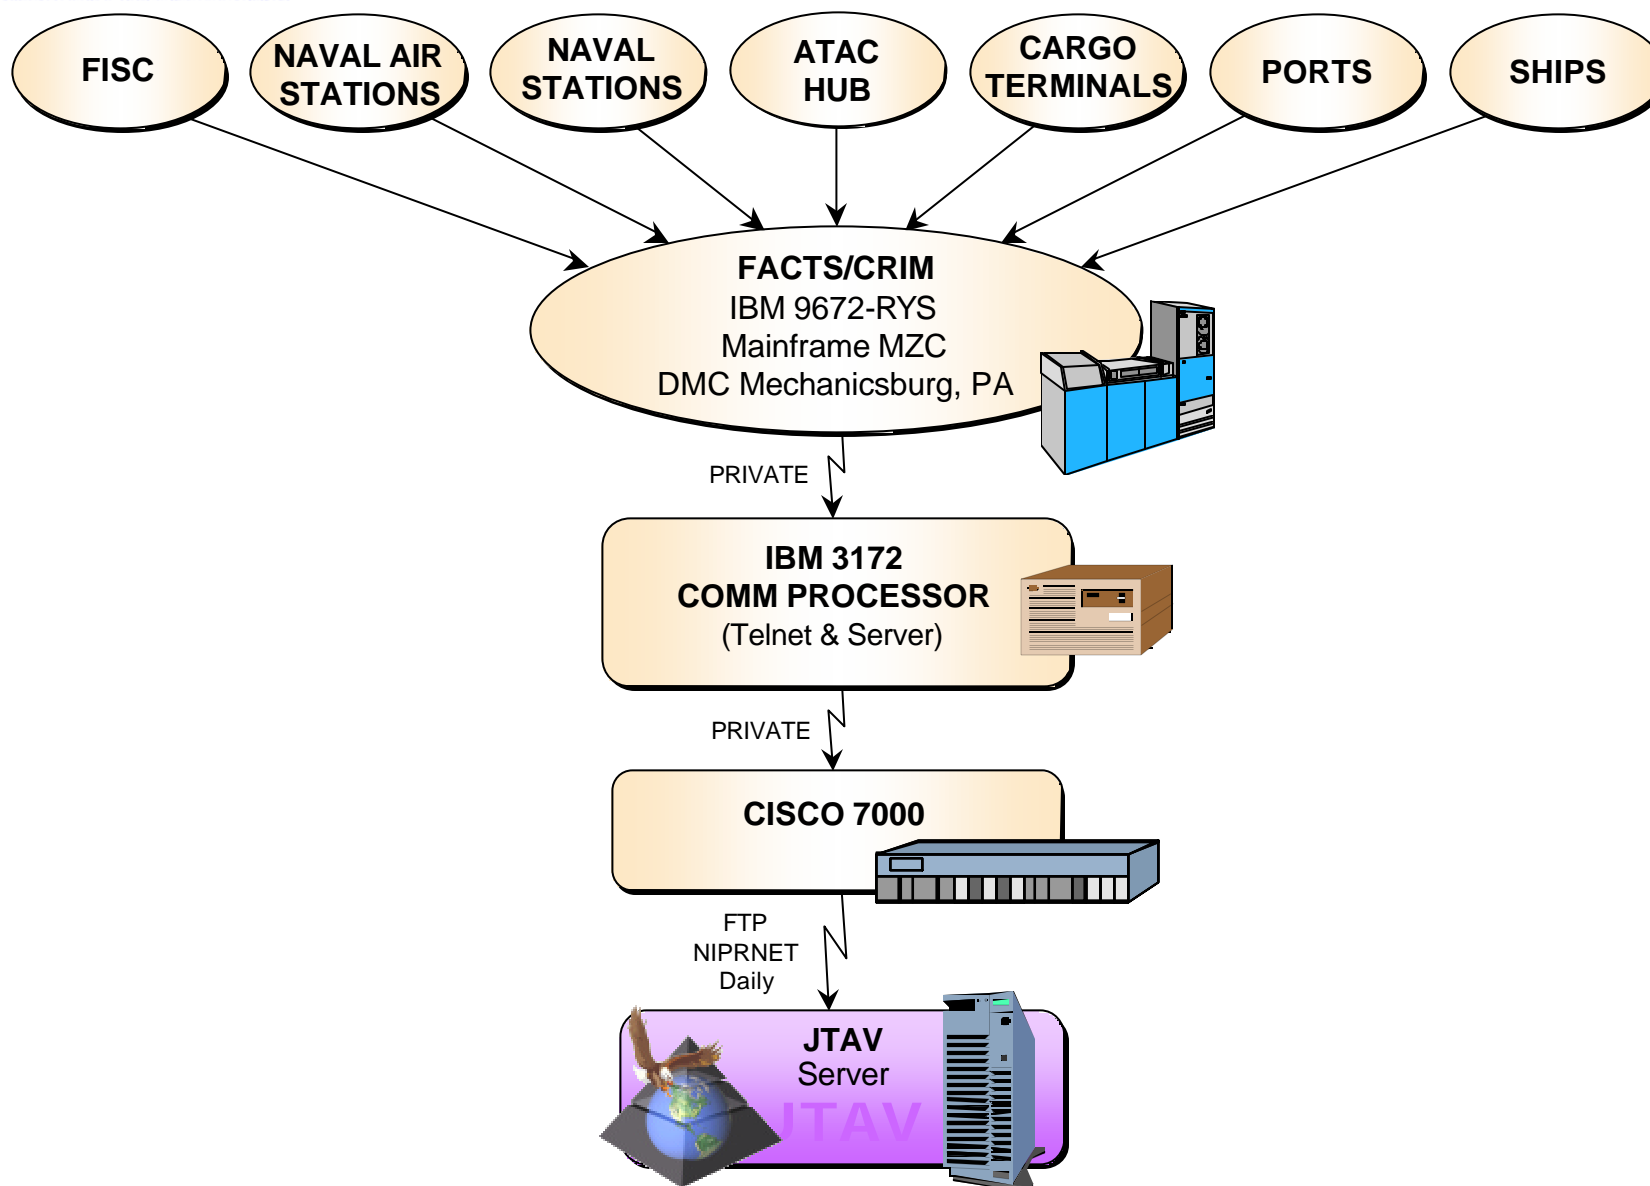 FISC
NAVAL AIR
STATIONS
NAVAL
STATIONS
ATAC
HUB
CARGO
TERMINALS
PORTS
SHIPS
FACTS/CRIM
IBM 9672-RYS
Mainframe MZC
DMC Mechanicsburg, PA
PRIVATE
IBM 3172
COMM PROCESSOR
(Telnet & Server)
PRIVATE
CISCO 7000
FTP
NIPRNET
Daily
JTAV
Server
JTAV